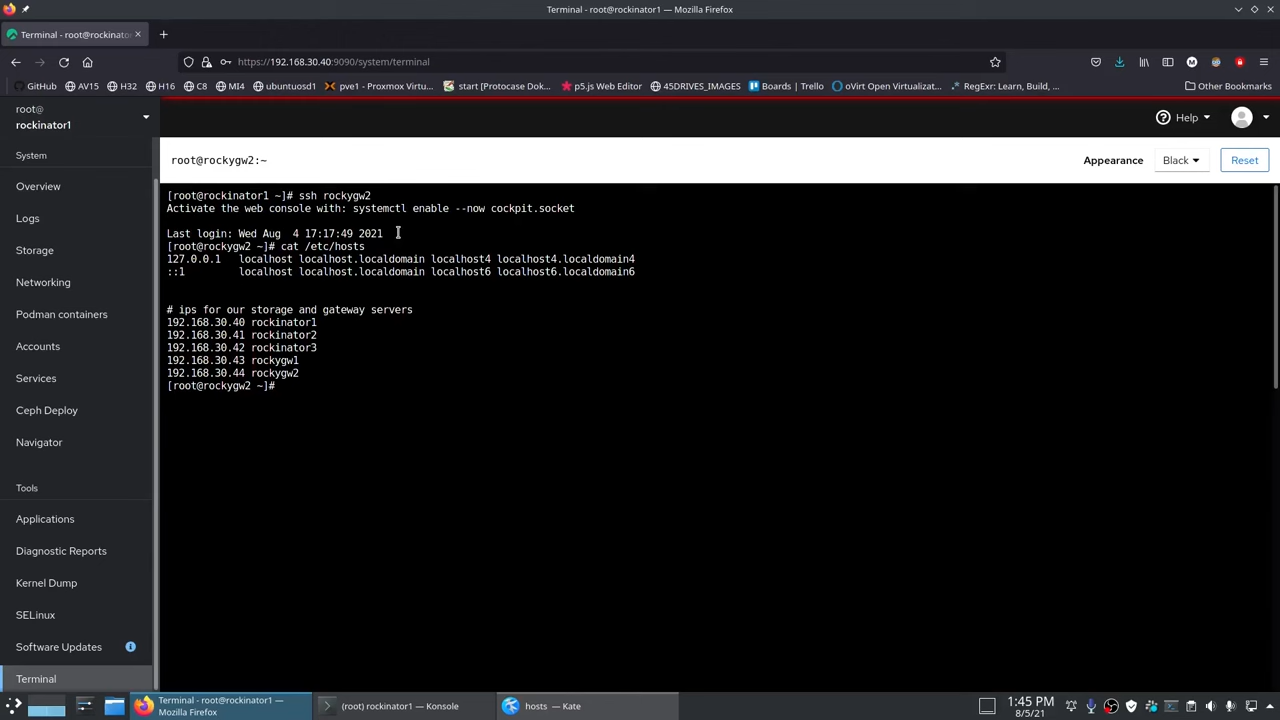 Terminal - root@rockinator1 — Mozilla Firefox
Terminal - root@rockinato
https://192.168.30.40:9090/system/terminal
GitHub AV15 H32 H16 C8 MI4 ubuntuosd1 pve1 - Proxmox Virtu... start [Protocase Dok... p5.js Web Editor 45DRIVES_IMAGES Boards | Trello oVirt Open Virtualizat... RegExr: Learn, Build, ... Other Bookmarks
root@
rockinator1
Help
System
root@rockygw2:~
Appearance
Black
Reset
Overview
Logs
Storage
Networking
Podman containers
Accounts
Services
Ceph Deploy
Navigator
Tools
Applications
Diagnostic Reports
Kernel Dump
SELinux
Software Updates
Terminal
[root@rockinator1 ~]# ssh rockygw2
Activate the web console with: systemctl enable --now cockpit.socket
Last login: Wed Aug  4 17:17:49 2021
[root@rockygw2 ~]# cat /etc/hosts
127.0.0.1   localhost localhost.localdomain localhost4 localhost4.localdomain4
::1         localhost localhost.localdomain localhost6 localhost6.localdomain6
# ips for our storage and gateway servers
192.168.30.40 rockinator1
192.168.30.41 rockinator2
192.168.30.42 rockinator3
192.168.30.43 rockygw1
192.168.30.44 rockygw2
[root@rockygw2 ~]#
Terminal - root@rockinator1 —
Mozilla Firefox
(root) rockinator1 — Konsole
hosts — Kate
1:45 PM
8/5/21